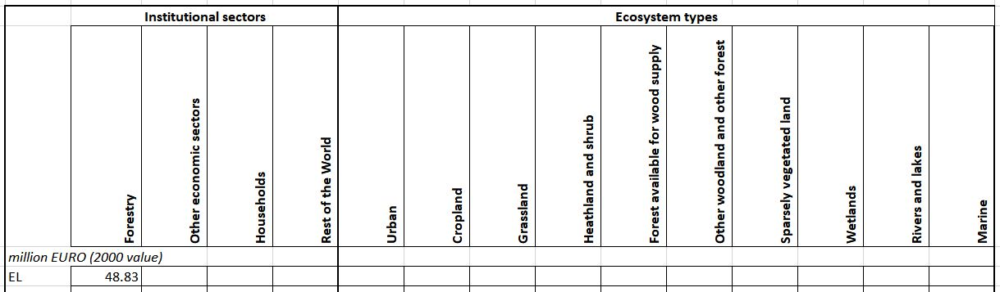 Institutional sectors Ecosystem types
Forestry
Other economic sectors
Households
Rest of the World
Urban
Cropland
Grassland
Heathland and shrub
Forest available for wood supply
Other woodland and other forest
Sparsely vegetated land
Wetlands
Rivers and lakes
Marine
million EURO (2000 value)
EL 48.83